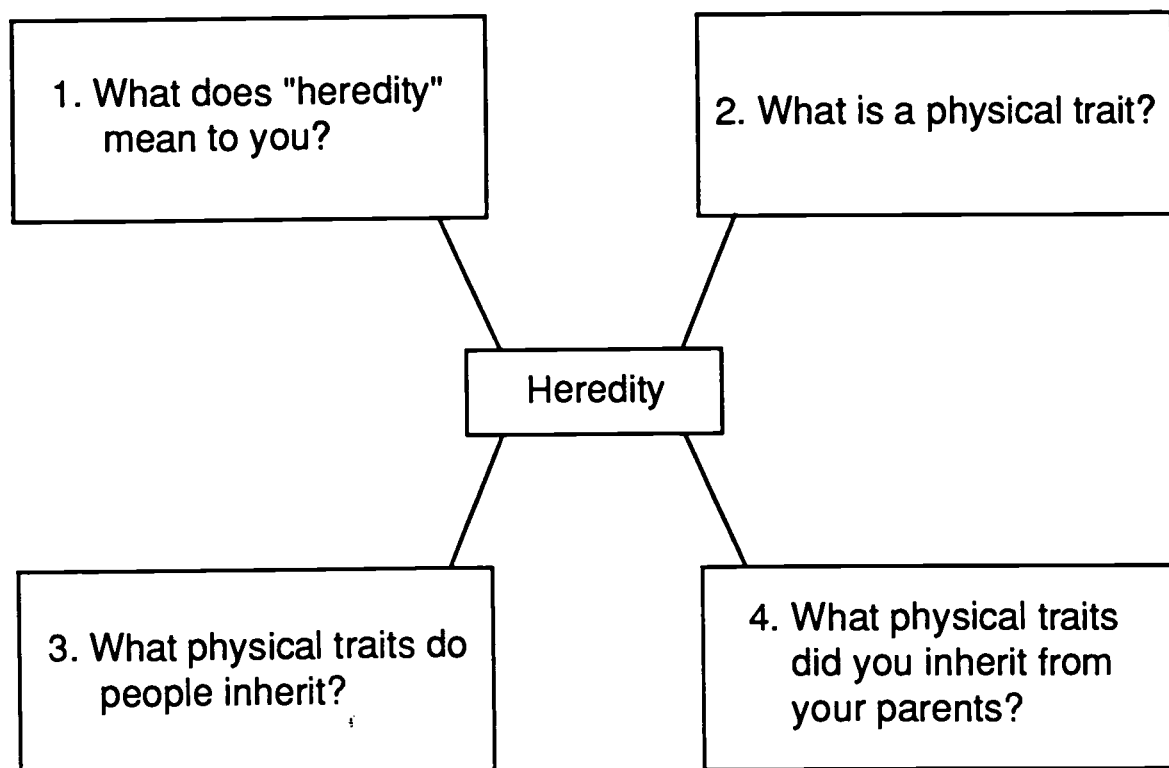 1. What does "heredity"
mean to you?
2. What is a physical trait?
Heredity
3. What physical traits do
people inherit?
4. What physical traits
did you inherit from
your parents?